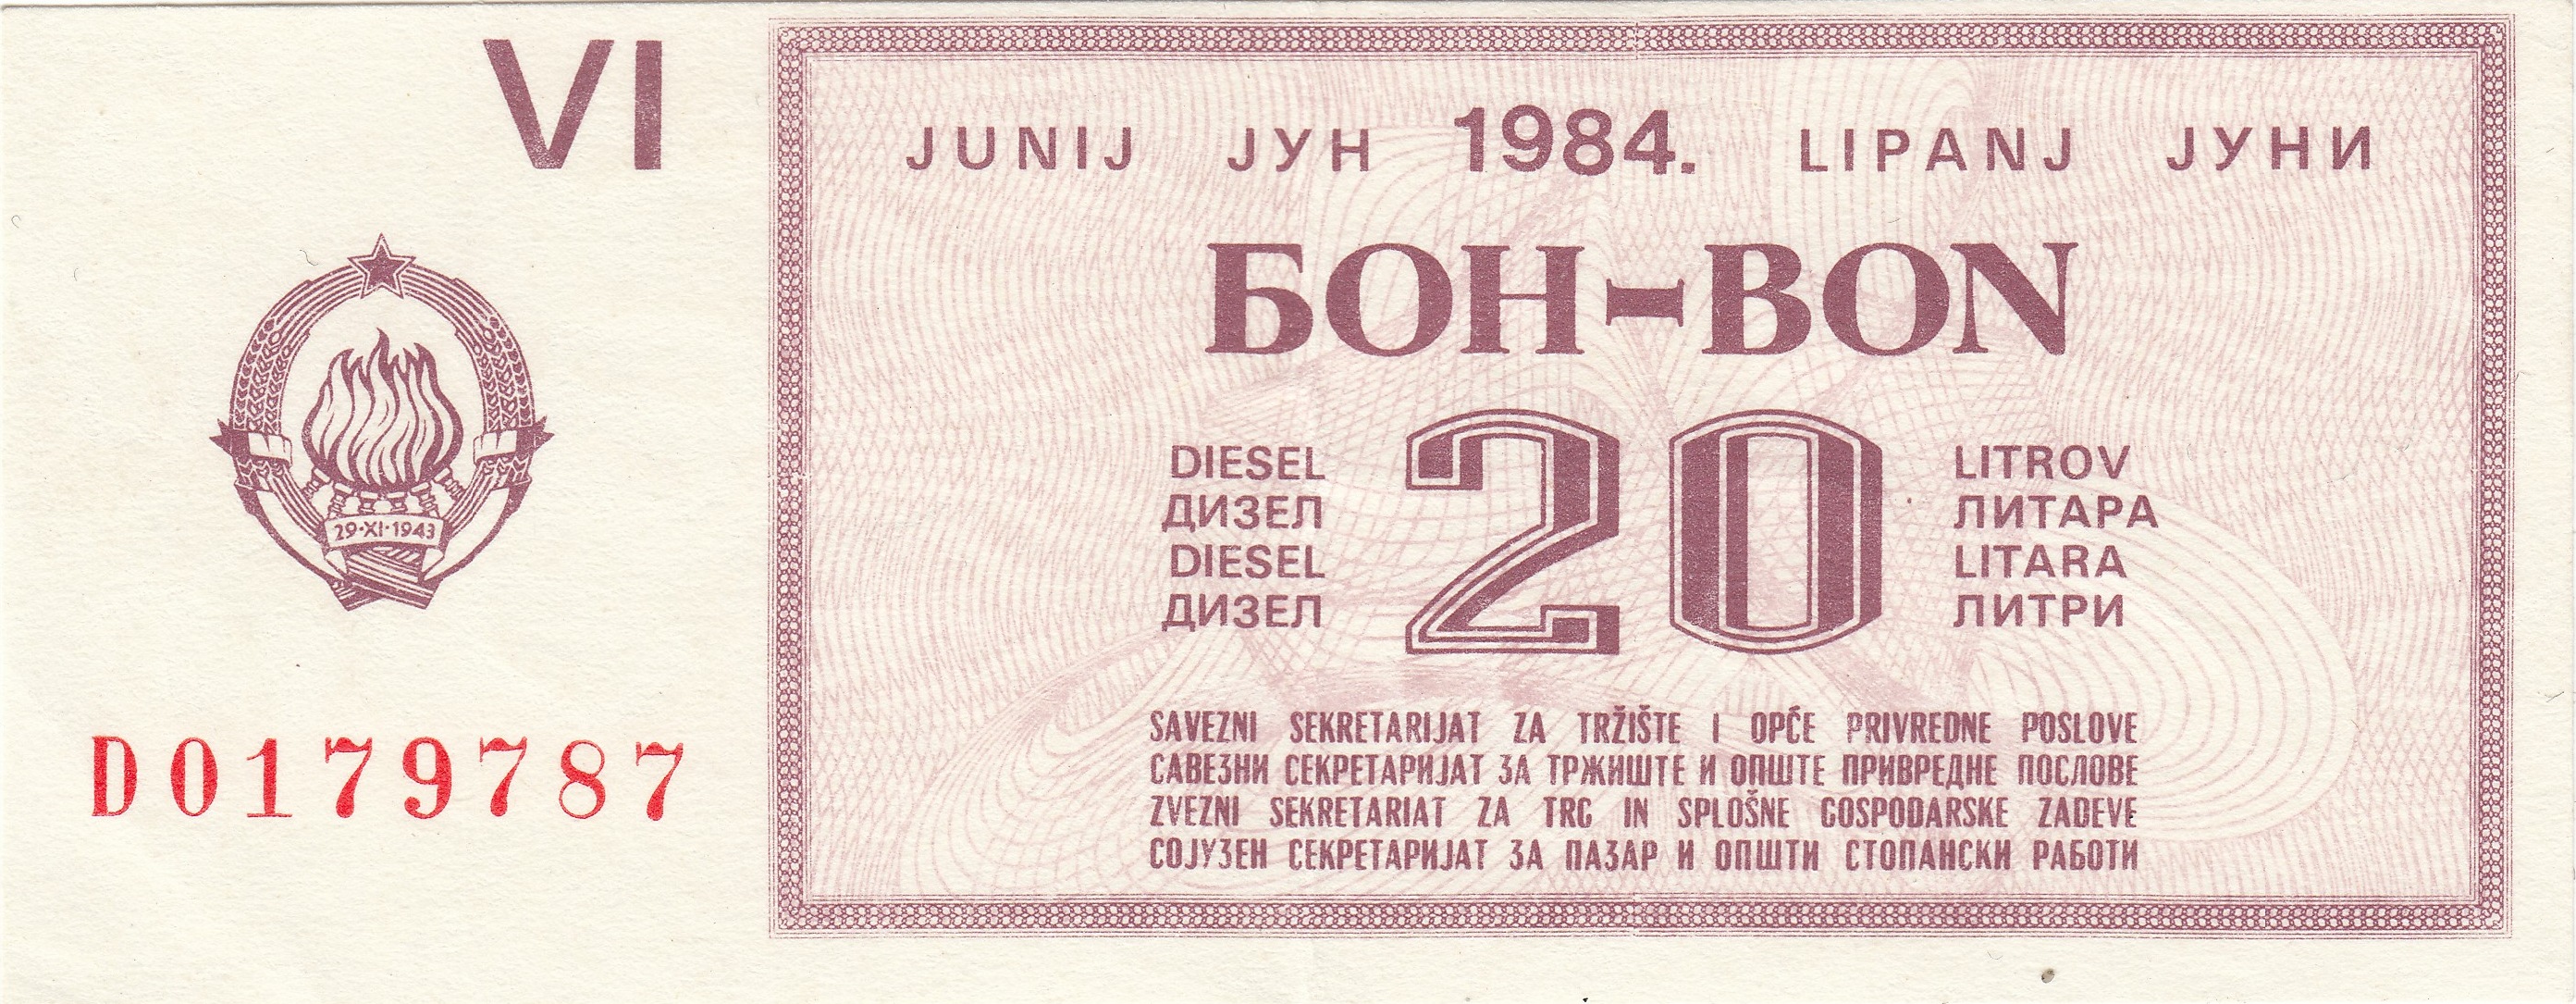 VI
JUNIJ ЈУН 1984. LIPANJ ЈУНИ
БОН-BON
20
DIESEL LITROV
ДИЗЕЛ ЛИТАРА
DIESEL LITARA
ДИЗЕЛ ЛИТРИ
29·XI·1943
D0179787
SAVEZNI SEKRETARIJAT ZA TRŽIŠTE I OPĆE PRIVREDNE POSLOVE
САВЕЗНИ СЕКРЕТАРИЈАТ ЗА ТРЖИШТЕ И ОПШТЕ ПРИВРЕДНЕ ПОСЛОВЕ
ZVEZNI SEKRETARIAT ZA TRG IN SPLOŠNE GOSPODARSKE ZADEVE
СОЈУЗЕН СЕКРЕТАРИЈАТ ЗА ПАЗАР И ОПШТИ СТОПАНСКИ РАБОТИ